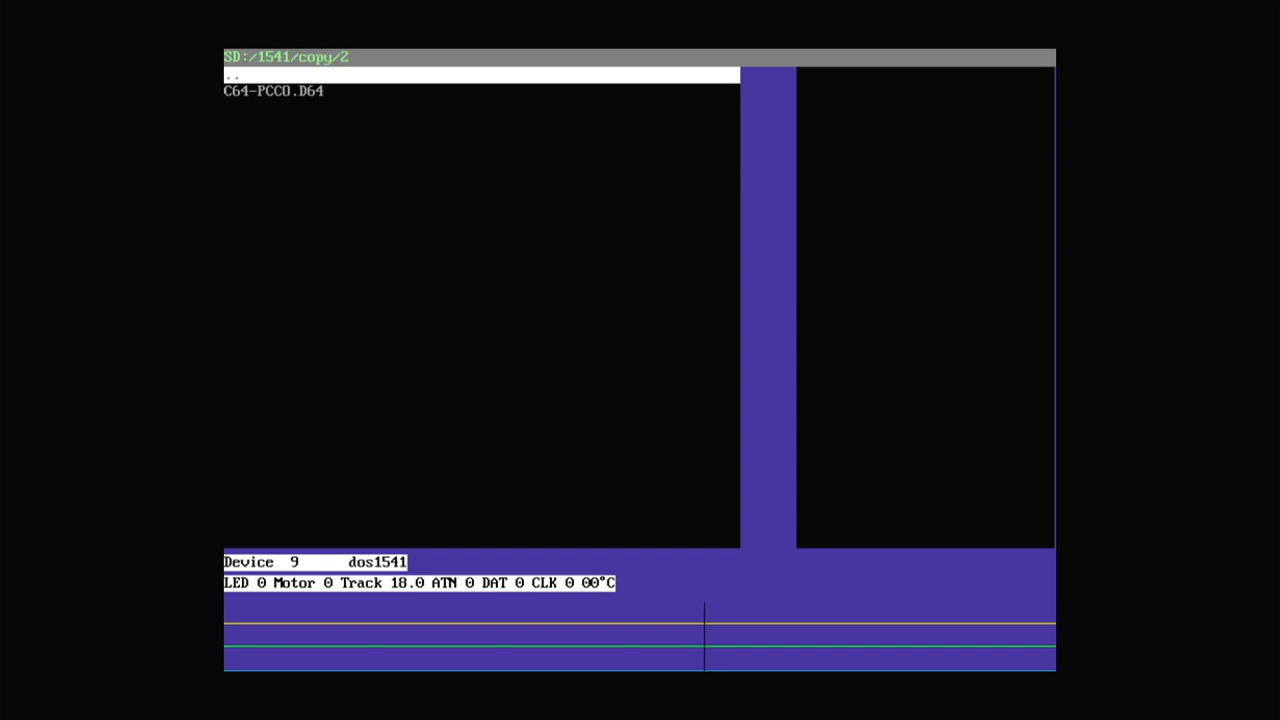 SD:/1541/copy/2
..
C64-PCCO.D64
Device 9 dos1541
LED 0 Motor 0 Track 18.0 ATN 0 DAT 0 CLK 0 00°C